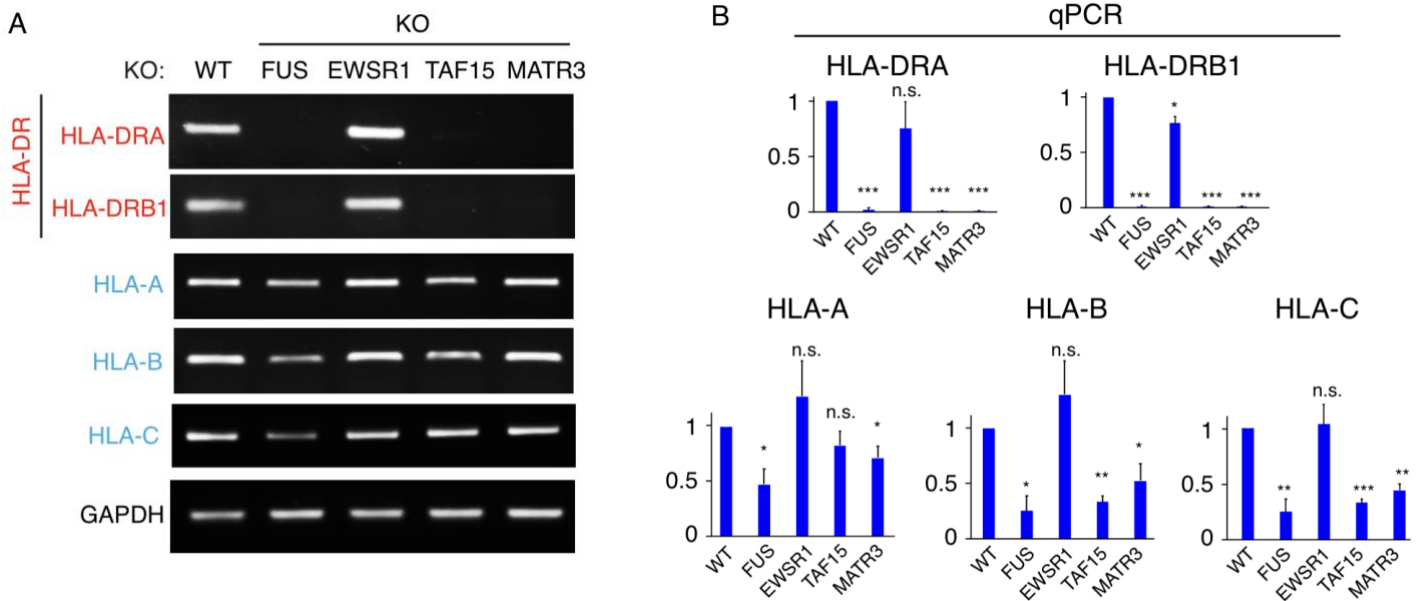 A
KO
KO: WT FUS EWSR1 TAF15 MATR3
HLA-DR
HLA-DRA
HLA-DRB1
HLA-A
HLA-B
HLA-C
GAPDH
B
qPCR
HLA-DRA
n.s.
1
0.5
0
*** *** ***
WT FUS EWSR1 TAF15 MATR3
HLA-DRB1
1
0.5
0
*** * *** ***
WT FUS EWSR1 TAF15 MATR3
HLA-A
1
0.5
0
* n.s. n.s. *
WT FUS EWSR1 TAF15 MATR3
HLA-B
1
0.5
0
* n.s. ** *
WT FUS EWSR1 TAF15 MATR3
HLA-C
1
0.5
0
** n.s. *** **
WT FUS EWSR1 TAF15 MATR3